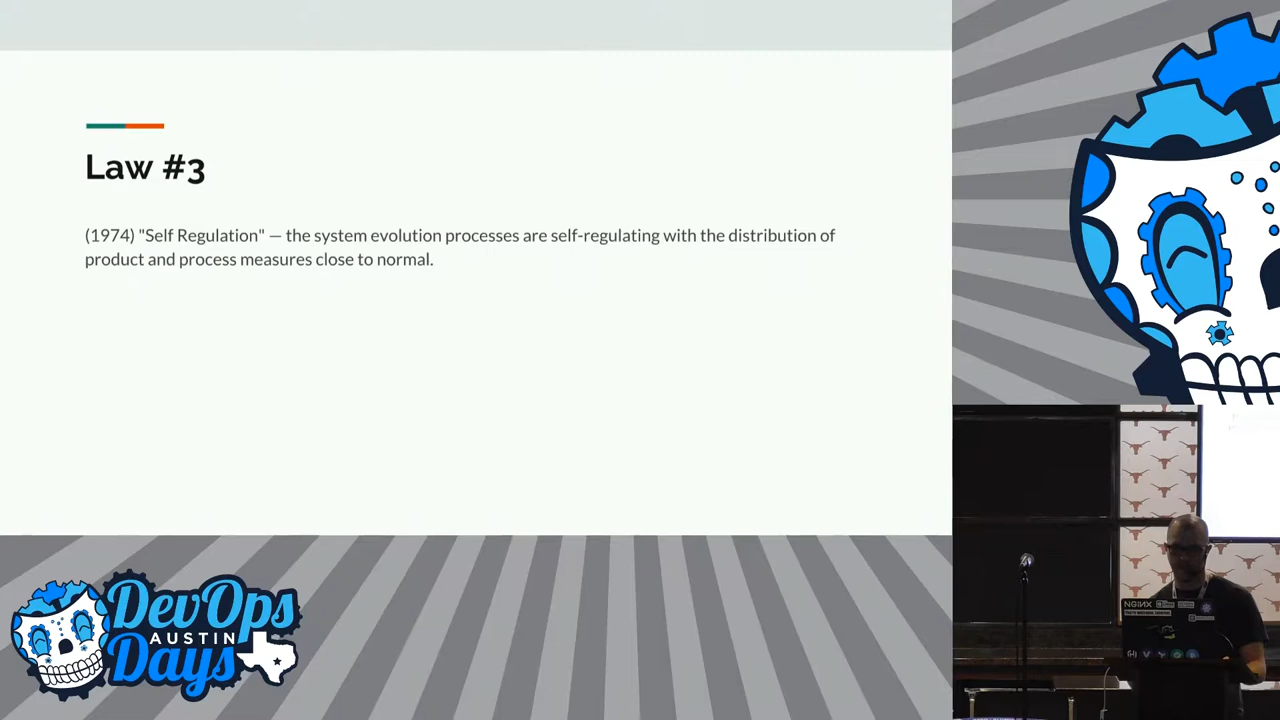 Law #3
(1974) "Self Regulation" — the system evolution processes are self-regulating with the distribution of
product and process measures close to normal.
DevOps
AUSTIN
Days
NGINX